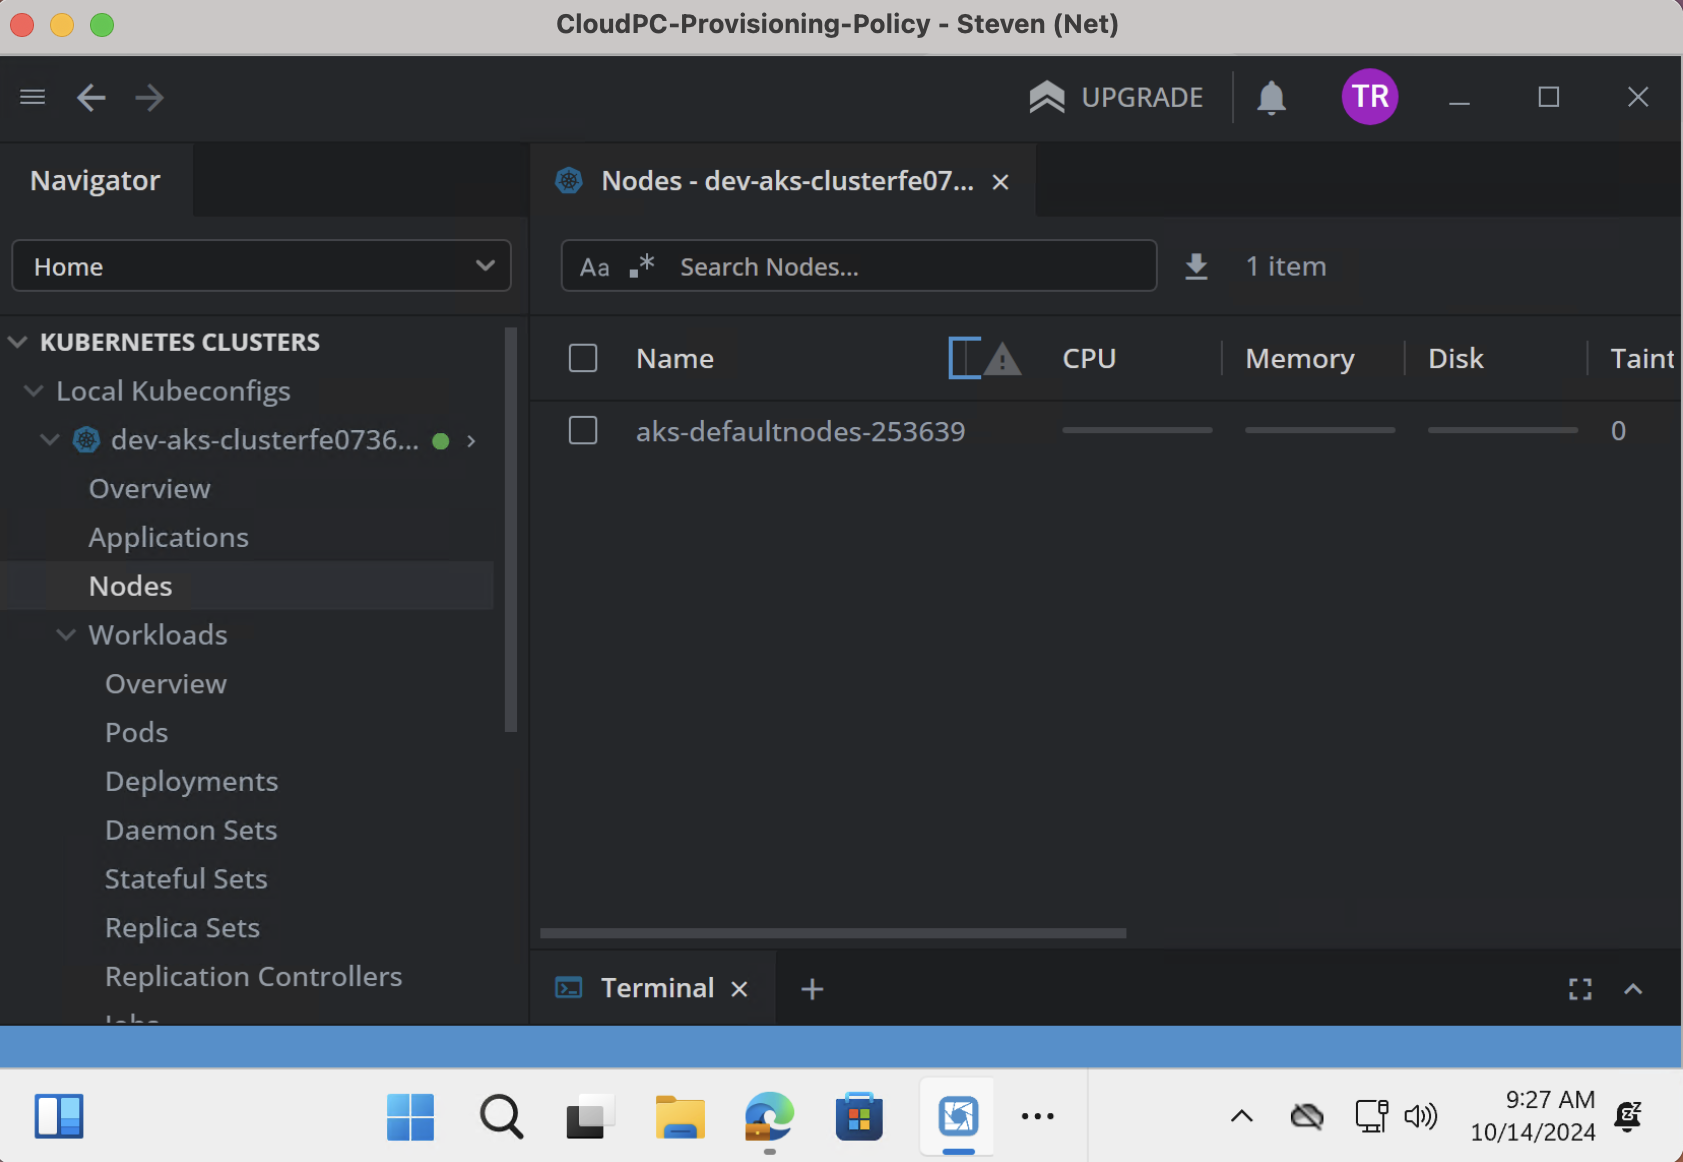 CloudPC-Provisioning-Policy - Steven (Net)
UPGRADE
TR
Navigator
Nodes - dev-aks-clusterfe07...
Home
Aa .* Search Nodes...
1 item
KUBERNETES CLUSTERS
Local Kubeconfigs
dev-aks-clusterfe0736...
Overview
Applications
Nodes
Workloads
Overview
Pods
Deployments
Daemon Sets
Stateful Sets
Replica Sets
Replication Controllers
Jobs
Name CPU Memory Disk Taint
aks-defaultnodes-253639 0
Terminal
9:27 AM
10/14/2024